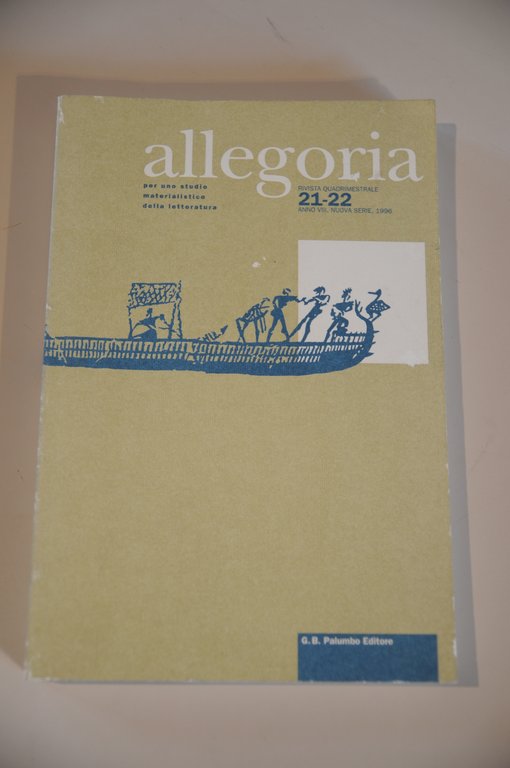 allegoria
per uno studio
materialistico
della letteratura
RIVISTA QUADRIMESTRALE
21-22
ANNO VIII, NUOVA SERIE, 1996
G. B. Palumbo Editore